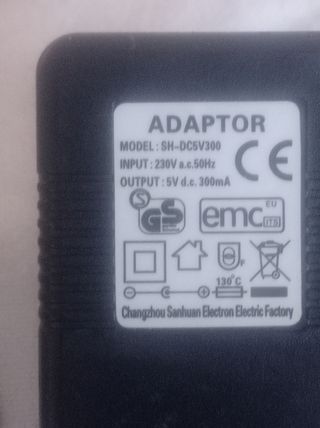 ADAPTOR
MODEL : SH-DC5V300
INPUT : 230V a.c.50Hz
OUTPUT : 5V d.c. 300mA
CE
S
GS
emc EU ITS
F
130°C
Changzhou Sanhuan Electron Electric Factory